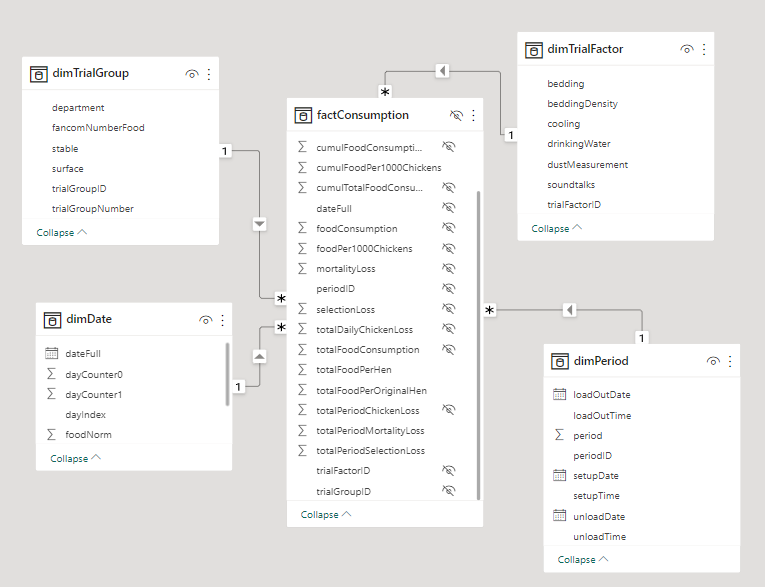 dimTrialGroup
department
fancomNumberFood
stable
surface
trialGroupID
trialGroupNumber
Collapse
1
*
dimDate
dateFull
dayCounter0
dayCounter1
dayIndex
foodNorm
Collapse
1
*
factConsumption
cumulFoodConsumpti...
cumulFoodPer1000Chickens
cumulTotalFoodConsu...
dateFull
foodConsumption
foodPer1000Chickens
mortalityLoss
periodID
selectionLoss
totalDailyChickenLoss
totalFoodConsumption
totalFoodPerHen
totalFoodPerOriginalHen
totalPeriodChickenLoss
totalPeriodMortalityLoss
totalPeriodSelectionLoss
trialFactorID
trialGroupID
Collapse
*
1
dimTrialFactor
bedding
beddingDensity
cooling
drinkingWater
dustMeasurement
soundtalks
trialFactorID
Collapse
*
1
dimPeriod
loadOutDate
loadOutTime
period
periodID
setupDate
setupTime
unloadDate
unloadTime
Collapse